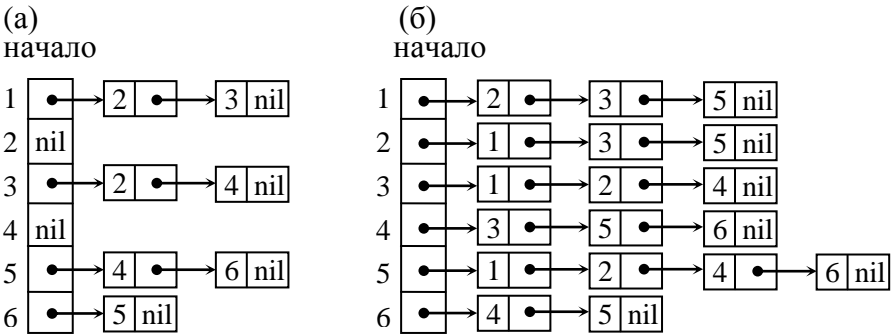 (а) (б)
начало начало
1 2 3 nil 1 2 3 5 nil
2 nil 2 1 3 5 nil
3 2 4 nil 3 1 2 4 nil
4 nil 4 3 5 6 nil
5 4 6 nil 5 1 2 4 6 nil
6 5 nil 6 4 5 nil